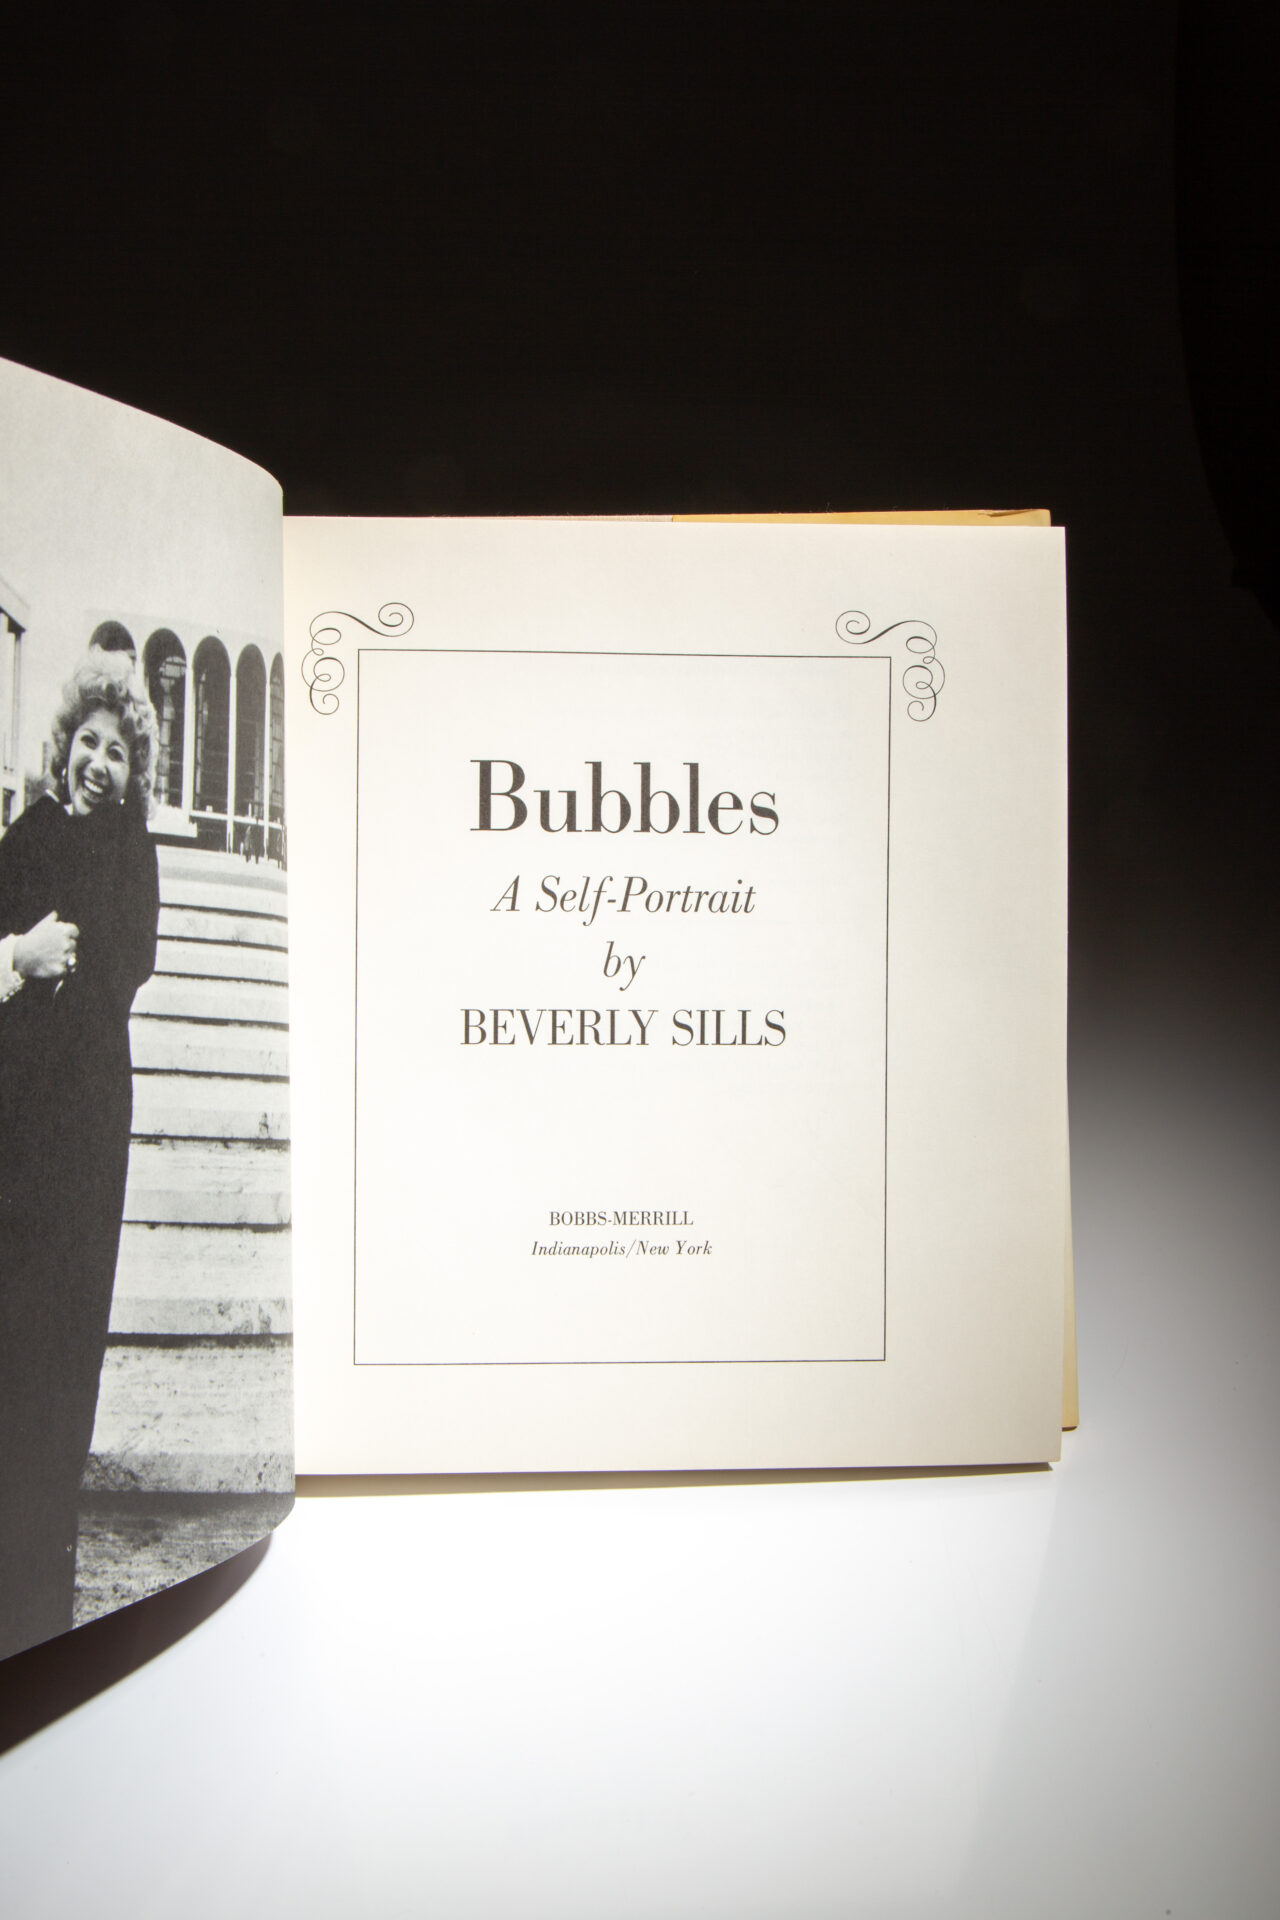 Bubbles
A Self-Portrait
by
BEVERLY SILLS
BOBBS-MERRILL
Indianapolis/New York